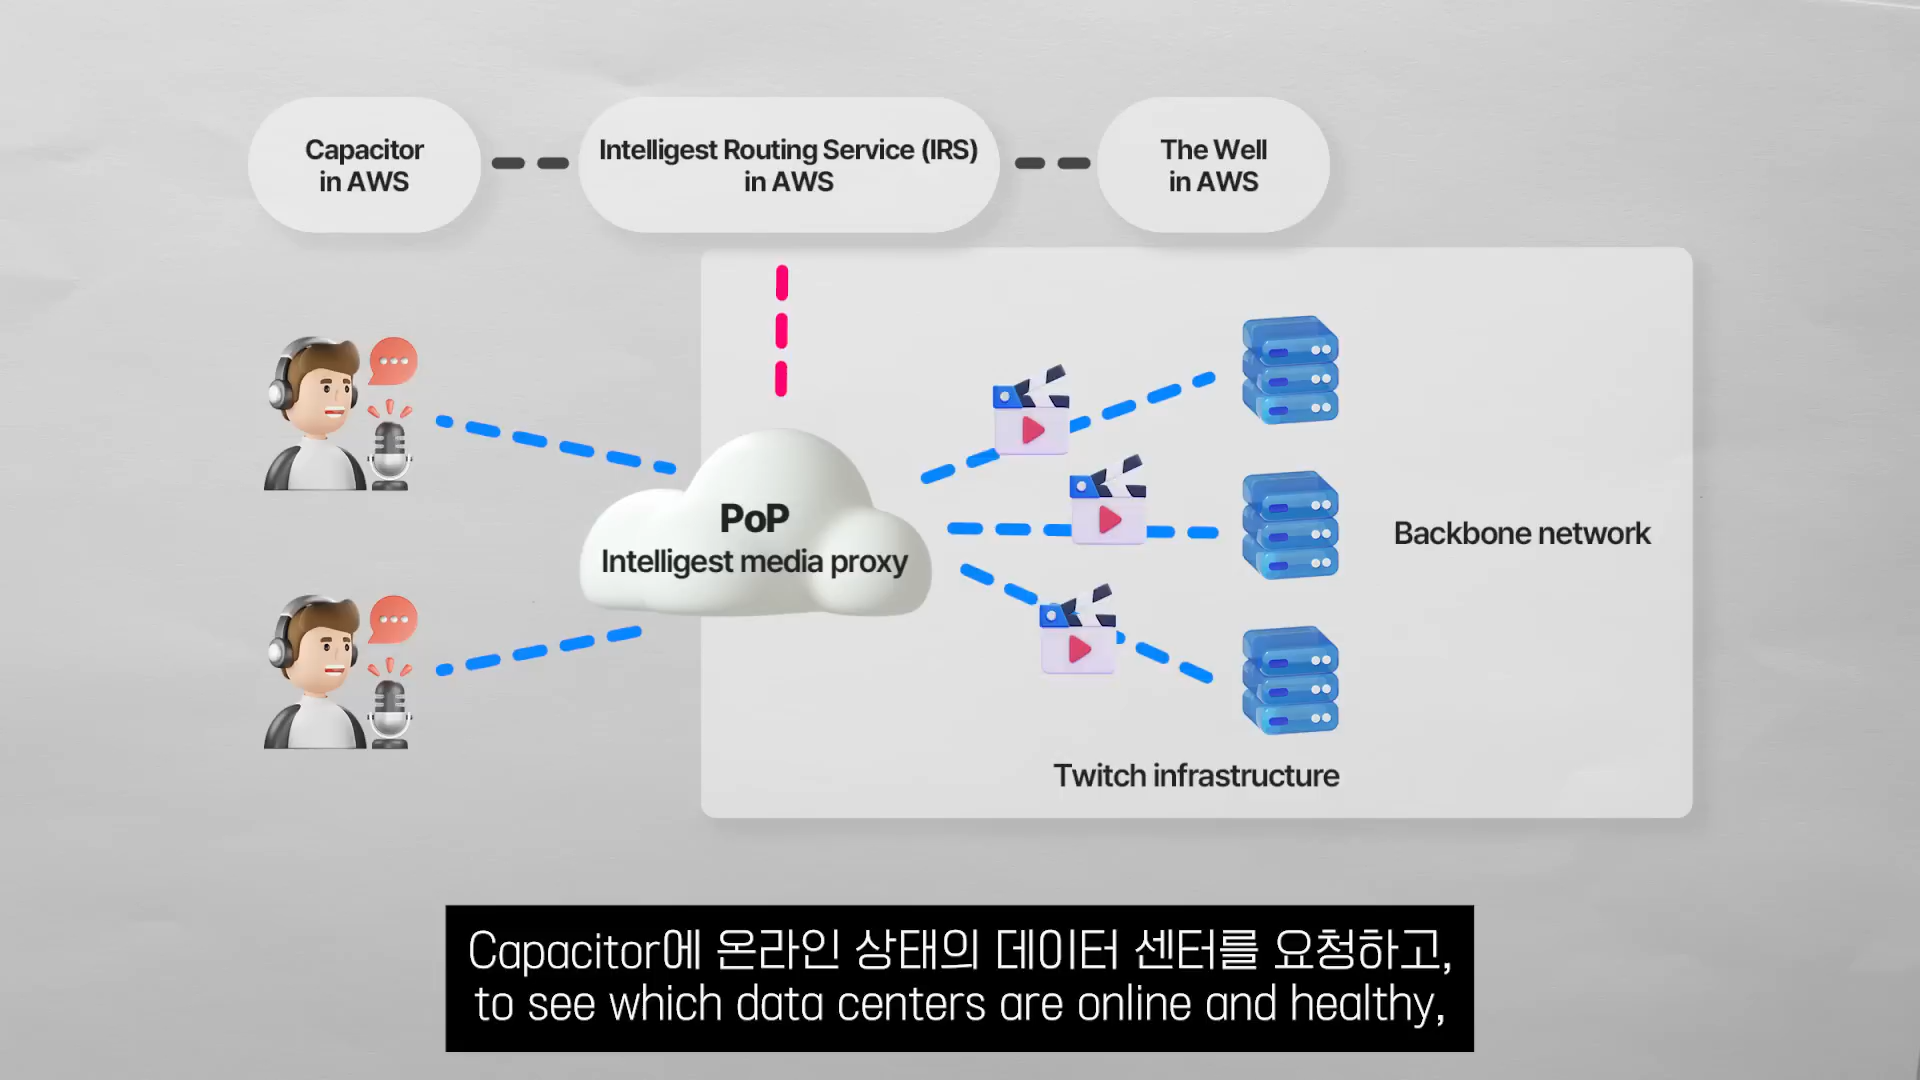 Capacitor
in AWS
Intelligest Routing Service (IRS)
in AWS
The Well
in AWS
PoP
Intelligest media proxy
Backbone network
Twitch infrastructure
Capacitor에 온라인 상태의 데이터 센터를 요청하고,
to see which data centers are online and healthy,